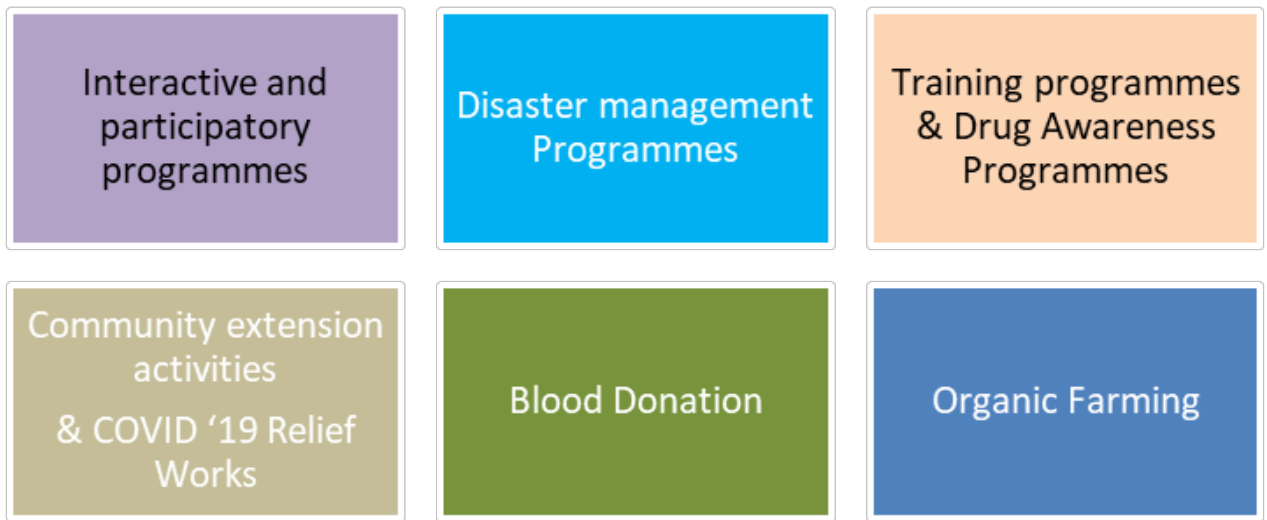 Interactive and
participatory
programmes
Disaster management
Programmes
Training programmes
& Drug Awareness
Programmes
Community extension
activities
& COVID ‘19 Relief
Works
Blood Donation
Organic Farming